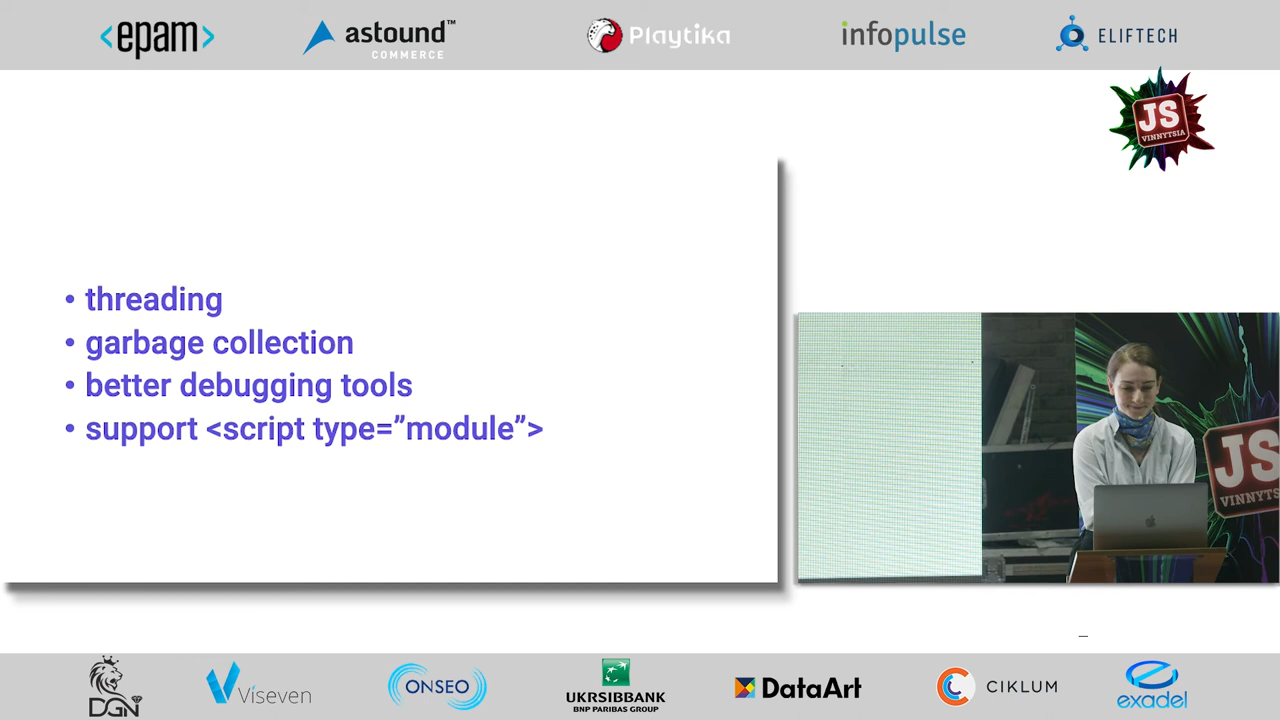 <epam>
astound™
COMMERCE
Playtika
infopulse
ELIFTECH
JS
VINNYTSIA
• threading
• garbage collection
• better debugging tools
• support <script type=”module”>
JS
VINNYTS
DGN
Viseven
ONSEO
UKRSIBBANK
BNP PARIBAS GROUP
DataArt
CIKLUM
exadel